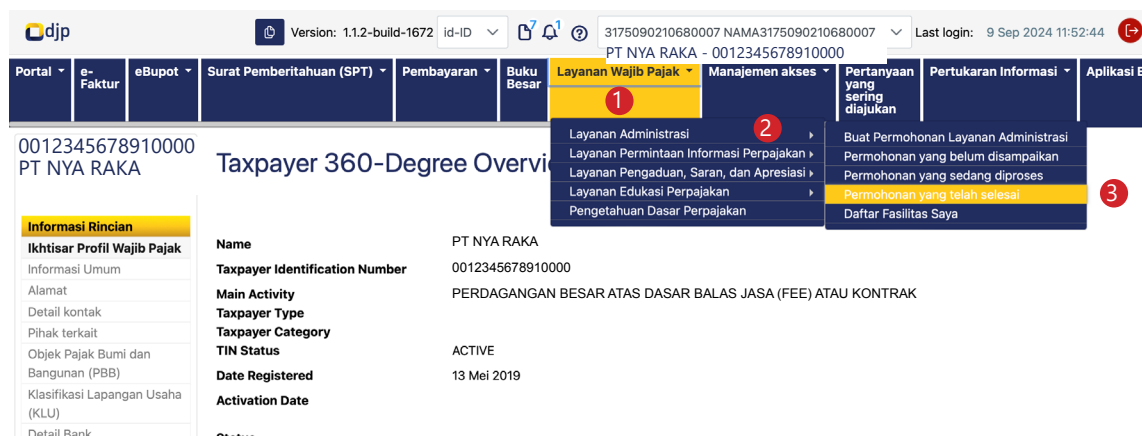 djp
Version: 1.1.2-build-1672
id-ID
7
1
3175090210680007 NAMA3175090210680007
PT NYA RAKA - 0012345678910000
Last login: 9 Sep 2024 11:52:44
Portal
e-Faktur
eBupot
Surat Pemberitahuan (SPT)
Pembayaran
Buku Besar
Layanan Wajib Pajak
1
Manajemen akses
Pertanyaan yang sering diajukan
Pertukaran Informasi
Aplikasi
Layanan Administrasi
2
Layanan Permintaan Informasi Perpajakan
Layanan Pengaduan, Saran, dan Apresiasi
Layanan Edukasi Perpajakan
Pengetahuan Dasar Perpajakan
Buat Permohonan Layanan Administrasi
Permohonan yang belum disampaikan
Permohonan yang sedang diproses
Permohonan yang telah selesai
3
Daftar Fasilitas Saya
0012345678910000
PT NYA RAKA
Taxpayer 360-Degree
Informasi Rincian
Ikhtisar Profil Wajib Pajak
Informasi Umum
Alamat
Detail kontak
Pihak terkait
Objek Pajak Bumi dan
Bangunan (PBB)
Klasifikasi Lapangan Usaha
(KLU)
Detail Bank
Name PT NYA RAKA
Taxpayer Identification Number 0012345678910000
Main Activity PERDAGANGAN BESAR ATAS DASAR BALAS JASA (FEE) ATAU KONTRAK
Taxpayer Type
Taxpayer Category
TIN Status ACTIVE
Date Registered 13 Mei 2019
Activation Date